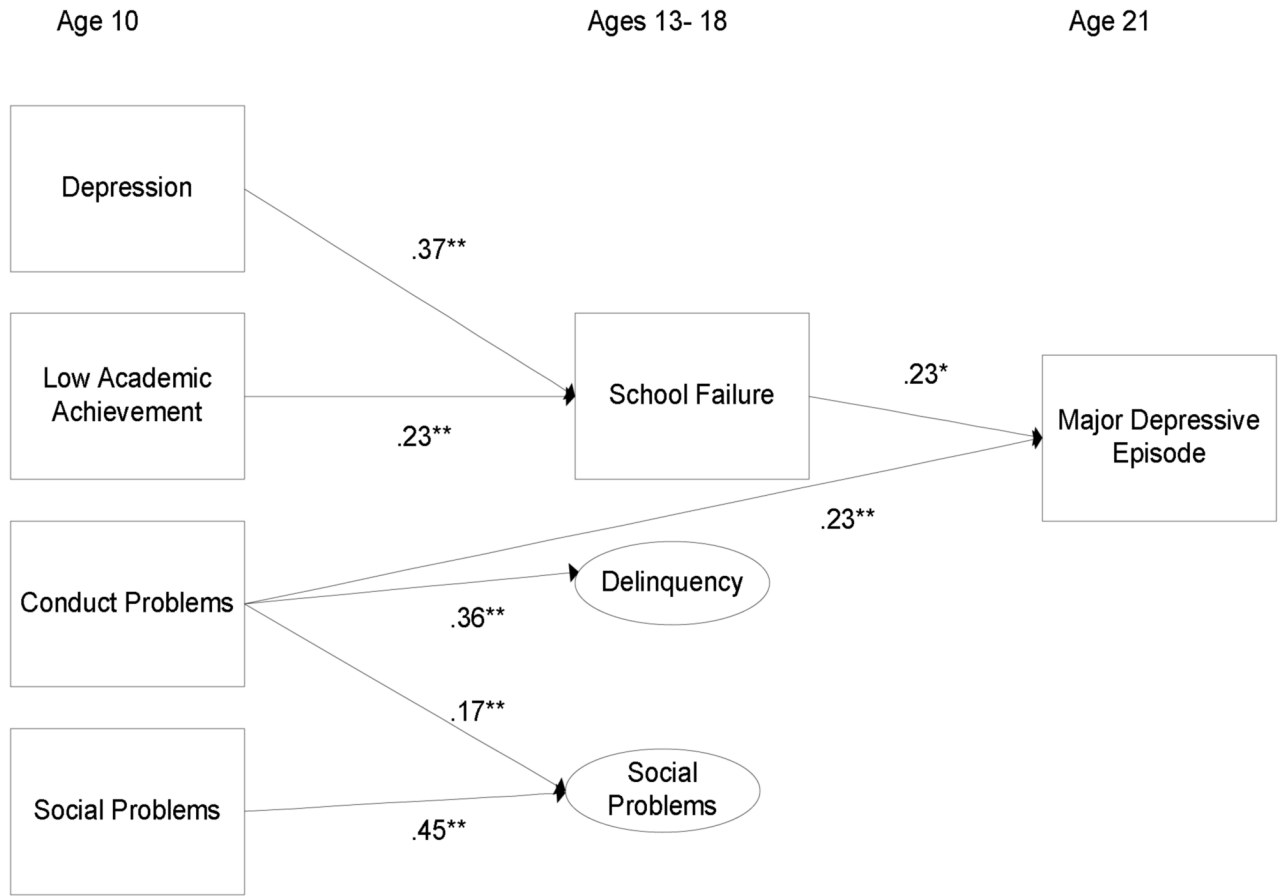 Age 10
Ages 13- 18
Age 21
Depression
.37**
Low Academic
Achievement
.23**
School Failure
.23*
Major Depressive
Episode
.23**
Conduct Problems
Delinquency
.36**
.17**
Social Problems
Social
Problems
.45**